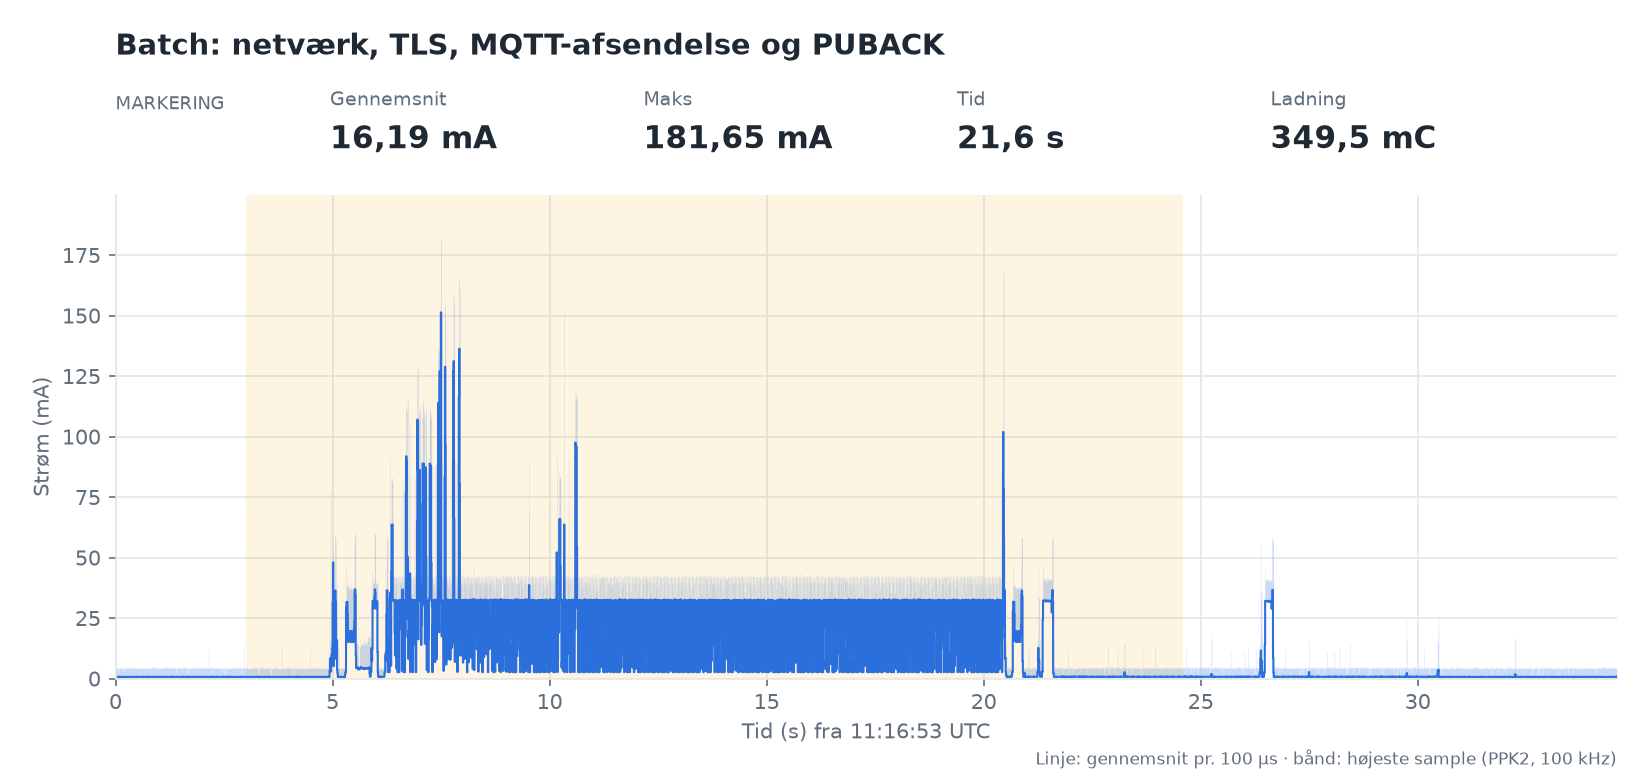 Batch: netværk, TLS, MQTT-afsendelse og PUBACK
MARKERING
Gennemsnit
16,19 mA
Maks
181,65 mA
Tid
21,6 s
Ladning
349,5 mC
Strøm (mA)
175
150
125
100
75
50
25
0
0 5 10 15 20 25 30
Tid (s) fra 11:16:53 UTC
Linje: gennemsnit pr. 100 µs · bånd: højeste sample (PPK2, 100 kHz)